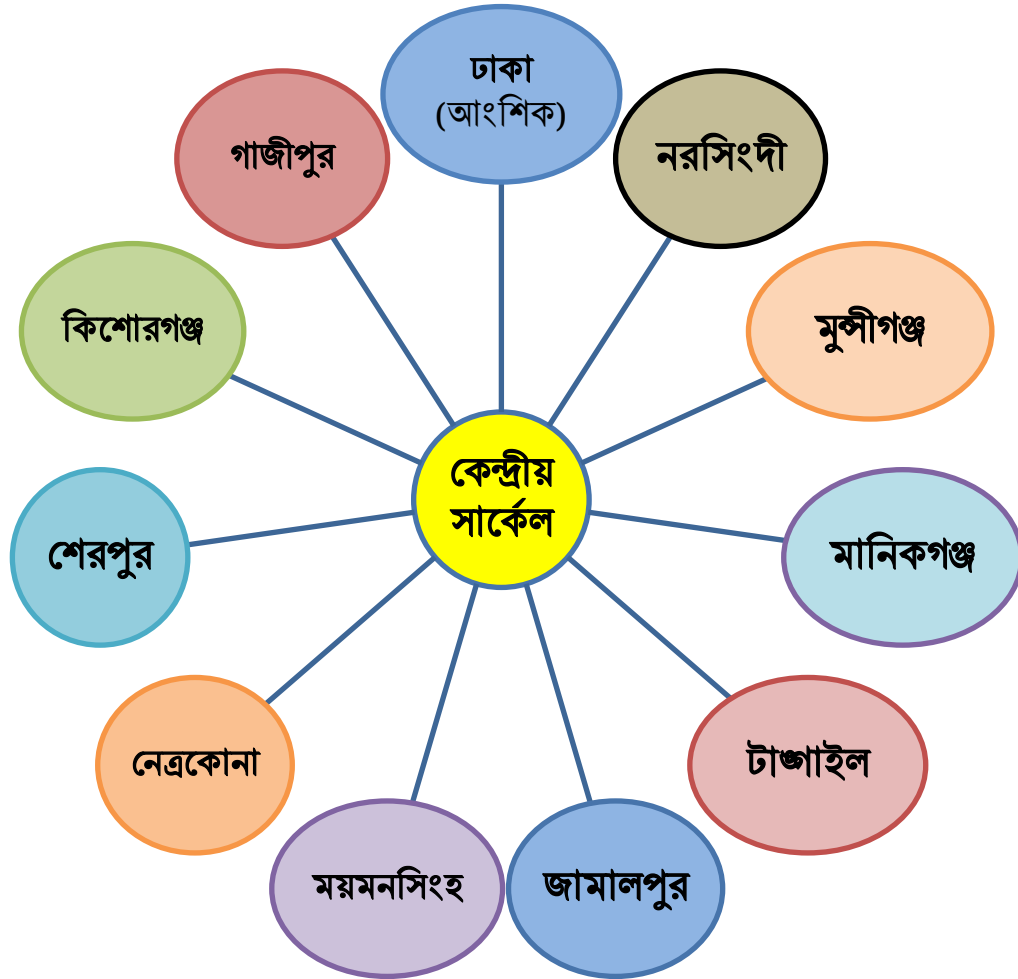 ঢাকা
(আংশিক)
নরসিংদী
মুন্সীগঞ্জ
মানিকগঞ্জ
টাঙ্গাইল
জামালপুর
ময়মনসিংহ
নেত্রকোনা
শেরপুর
কিশোরগঞ্জ
গাজীপুর
কেন্দ্রীয়
সার্কেল